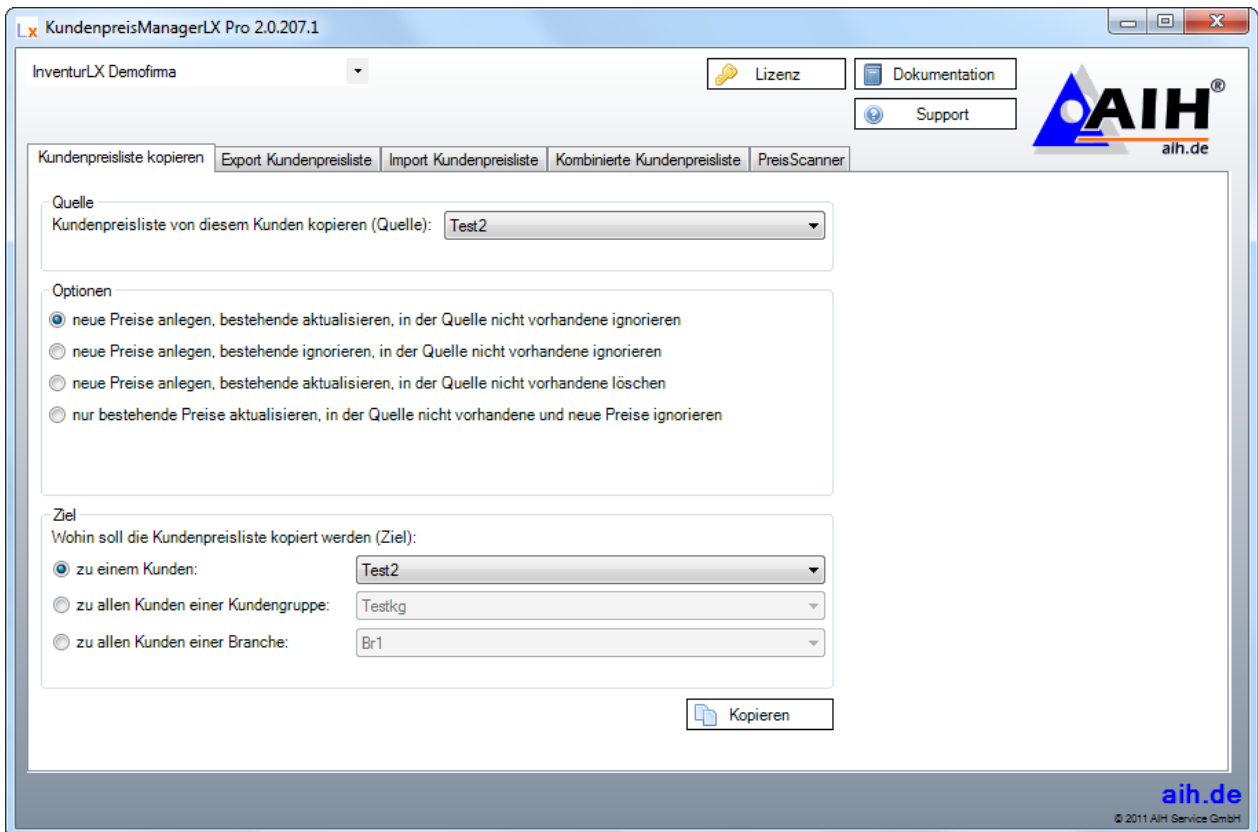 Lx KundenpreisManagerLX Pro 2.0.207.1
InventurLX Demofirma
Lizenz
Dokumentation
Support
AIH®
aih.de
Kundenpreisliste kopieren
Export Kundenpreisliste
Import Kundenpreisliste
Kombinierte Kundenpreisliste
PreisScanner
Quelle
Kundenpreisliste von diesem Kunden kopieren (Quelle): Test2
Optionen
neue Preise anlegen, bestehende aktualisieren, in der Quelle nicht vorhandene ignorieren
neue Preise anlegen, bestehende ignorieren, in der Quelle nicht vorhandene ignorieren
neue Preise anlegen, bestehende aktualisieren, in der Quelle nicht vorhandene löschen
nur bestehende Preise aktualisieren, in der Quelle nicht vorhandene und neue Preise ignorieren
Ziel
Wohin soll die Kundenpreisliste kopiert werden (Ziel):
zu einem Kunden: Test2
zu allen Kunden einer Kundengruppe: Testkg
zu allen Kunden einer Branche: Br1
Kopieren
aih.de
© 2011 AIH Service GmbH